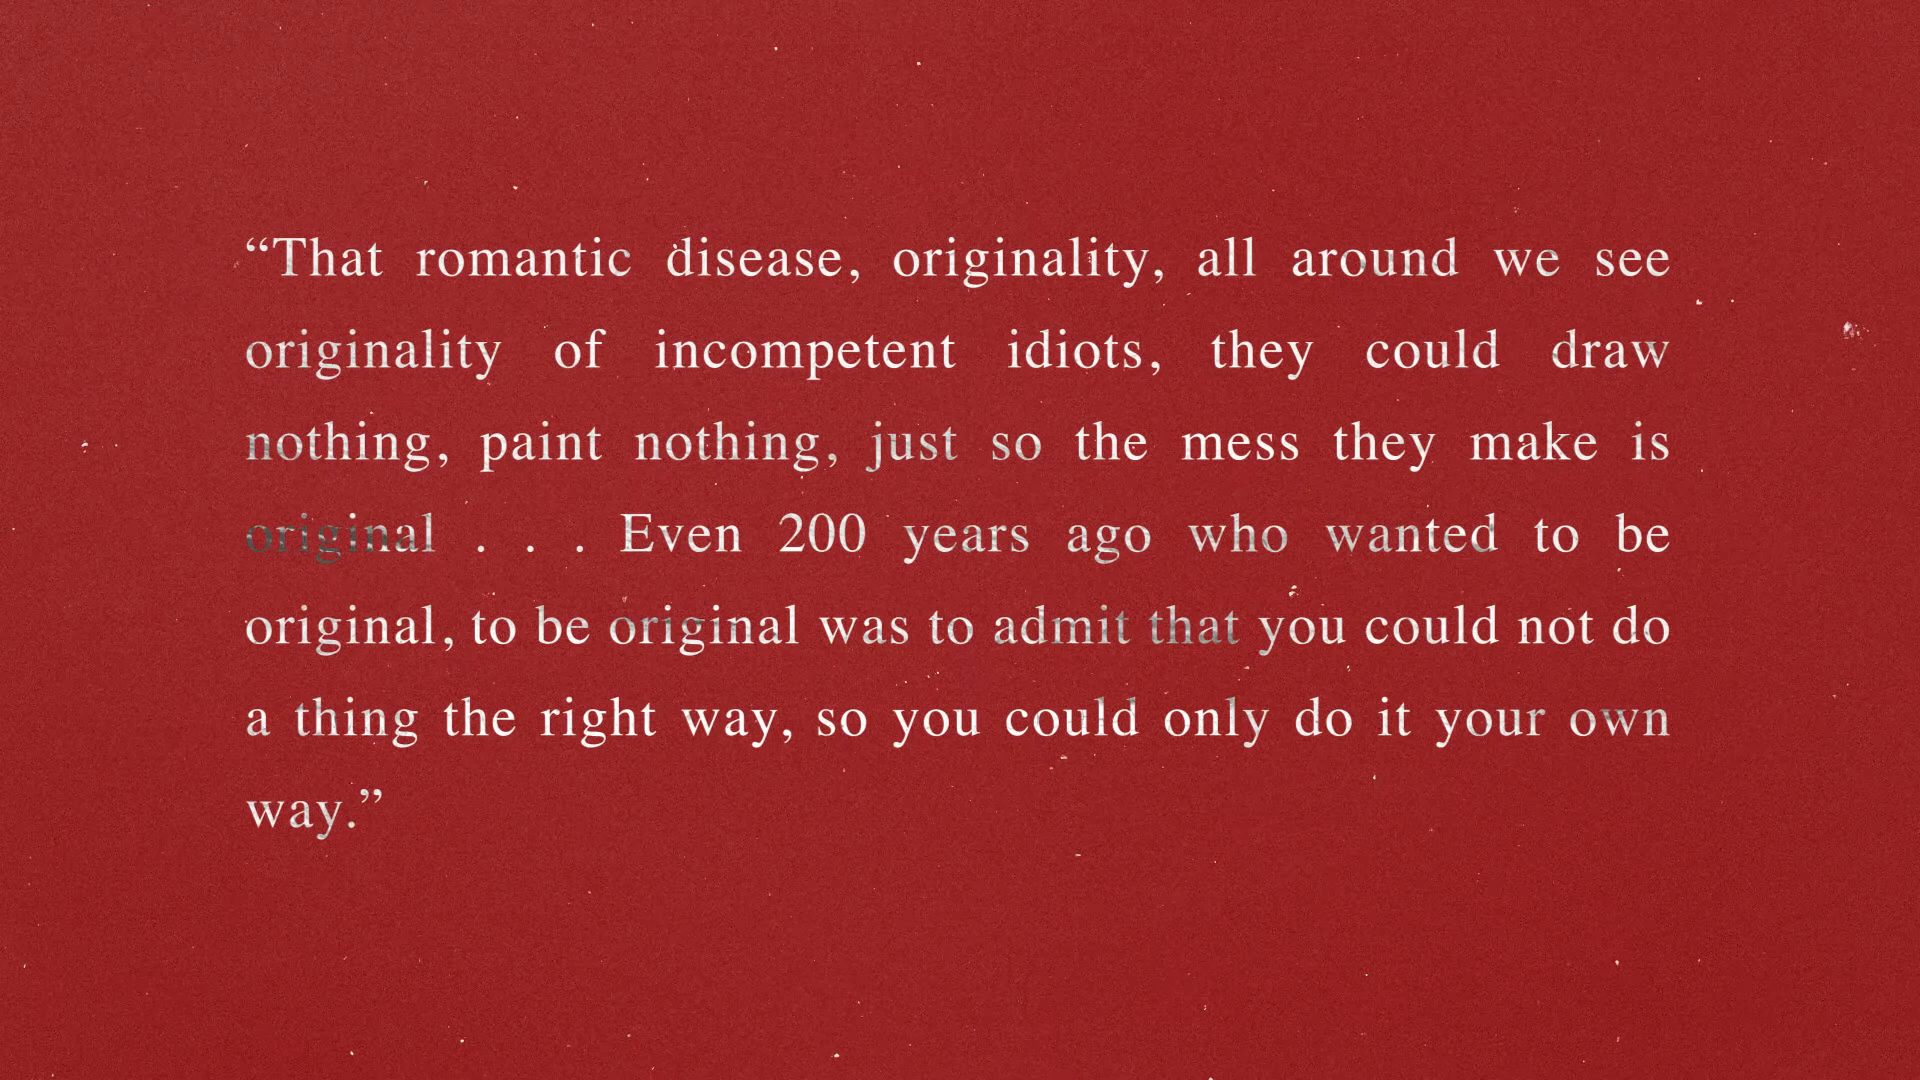 “That romantic disease, originality, all around we see
originality of incompetent idiots, they could draw
nothing, paint nothing, just so the mess they make is
original . . . Even 200 years ago who wanted to be
original, to be original was to admit that you could not do
a thing the right way, so you could only do it your own
way.”